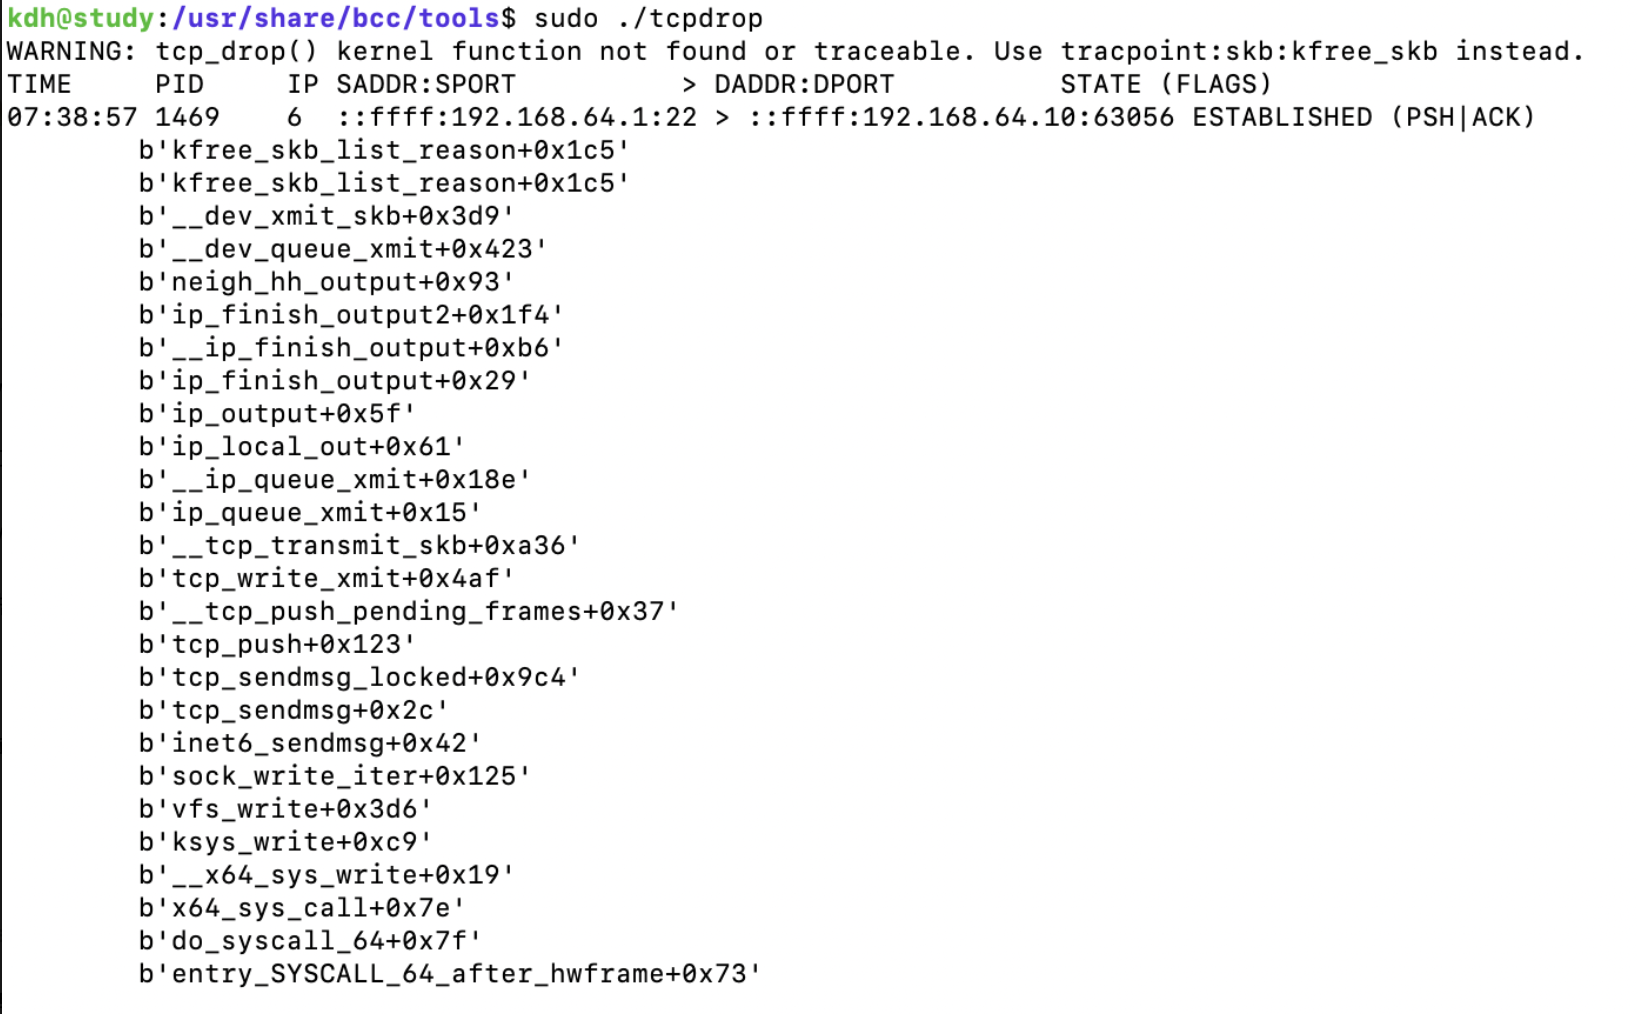 kdh@study:/usr/share/bcc/tools$ sudo ./tcpdrop
WARNING: tcp_drop() kernel function not found or traceable. Use tracpoint:skb:kfree_skb instead.
TIME     PID     IP SADDR:SPORT          > DADDR:DPORT          STATE (FLAGS)
07:38:57 1469    6  ::ffff:192.168.64.1:22 > ::ffff:192.168.64.10:63056 ESTABLISHED (PSH|ACK)
        b'kfree_skb_list_reason+0x1c5'
        b'kfree_skb_list_reason+0x1c5'
        b'__dev_xmit_skb+0x3d9'
        b'__dev_queue_xmit+0x423'
        b'neigh_hh_output+0x93'
        b'ip_finish_output2+0x1f4'
        b'__ip_finish_output+0xb6'
        b'ip_finish_output+0x29'
        b'ip_output+0x5f'
        b'ip_local_out+0x61'
        b'__ip_queue_xmit+0x18e'
        b'ip_queue_xmit+0x15'
        b'__tcp_transmit_skb+0xa36'
        b'tcp_write_xmit+0x4af'
        b'__tcp_push_pending_frames+0x37'
        b'tcp_push+0x123'
        b'tcp_sendmsg_locked+0x9c4'
        b'tcp_sendmsg+0x2c'
        b'inet6_sendmsg+0x42'
        b'sock_write_iter+0x125'
        b'vfs_write+0x3d6'
        b'ksys_write+0xc9'
        b'__x64_sys_write+0x19'
        b'x64_sys_call+0x7e'
        b'do_syscall_64+0x7f'
        b'entry_SYSCALL_64_after_hwframe+0x73'